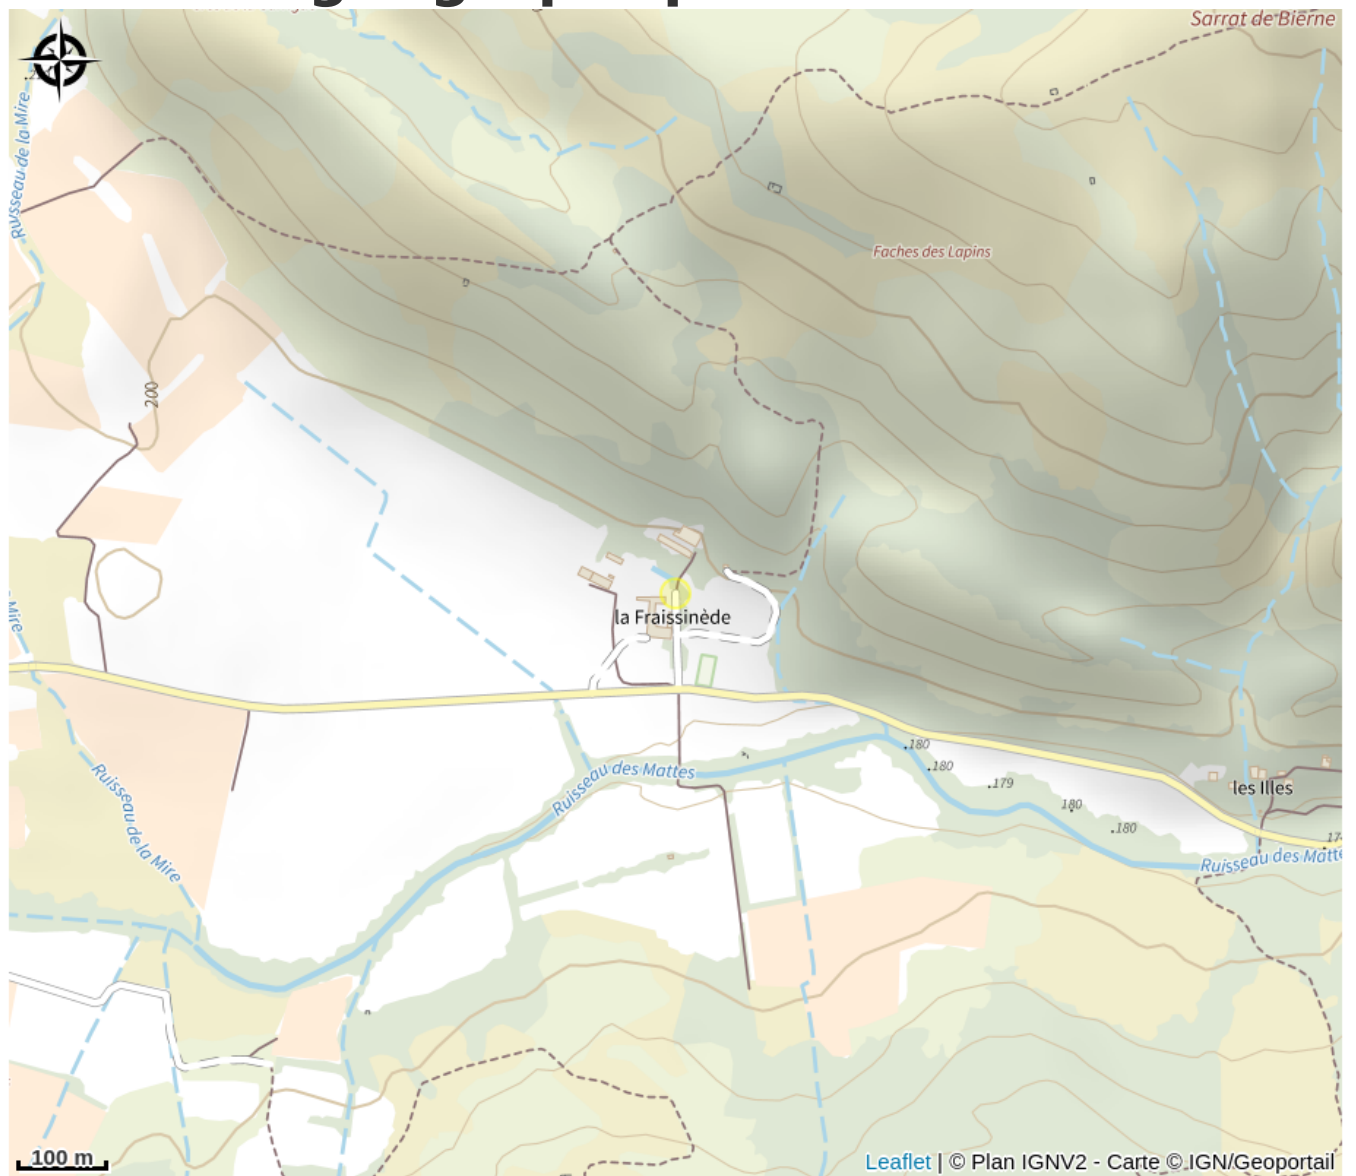 Sarrat de Bierne
Ruisseau de la Mire
Faches des Lapins
200
la Fraissinède
Mire
180
180
179
180
180
Ruisseau des Mattes
les Illes
Ruisseau de la Mire
Ruisseau des Matte
100 m
Leaflet | © Plan IGNV2 - Carte © IGN/Geoportail